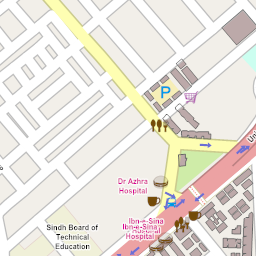 P
Uni
Dr Azhra
Hospital
Ibn-e-Sina
Ibn-e-Sina
Hospital
Sindh Board of
Technical
Education